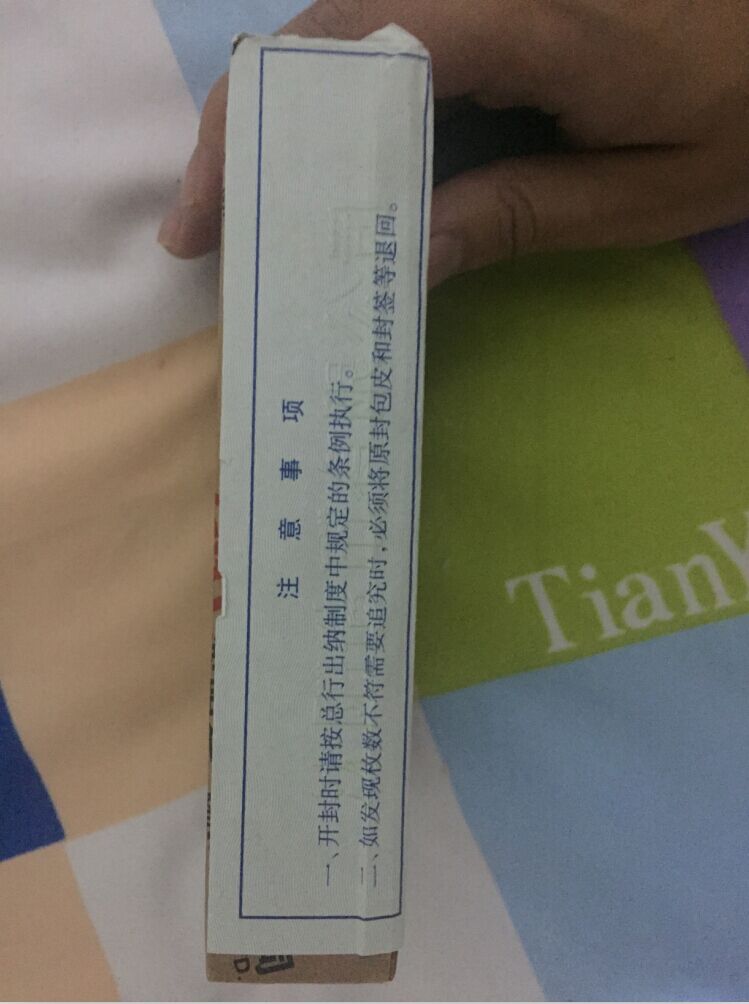 注意事项
一、开封时请按总行出纳制度中规定的条例执行。
二、如发现枚数不符需要追究时,必须将原封包皮和封签等退回。
Tian
司
D.